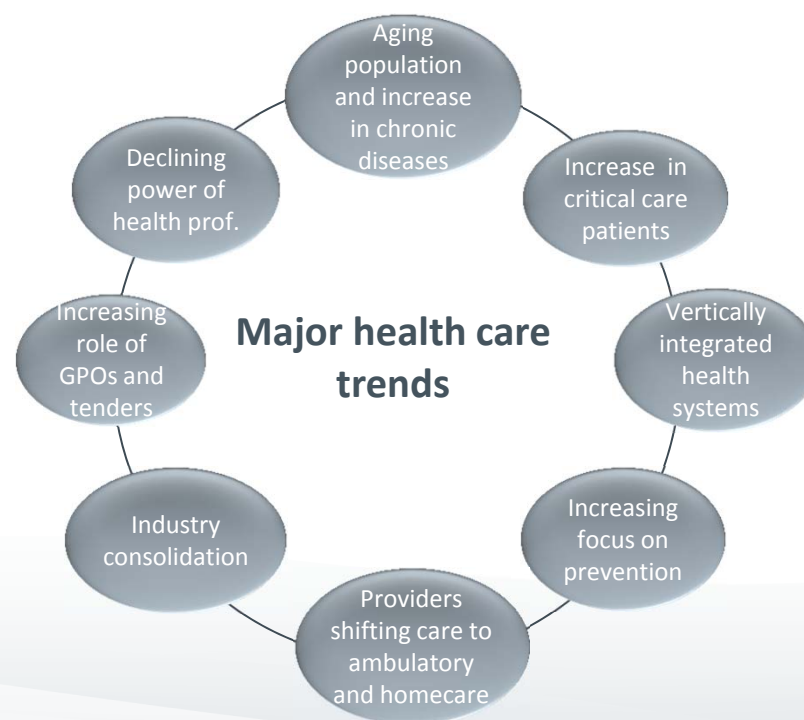 Aging
population
and increase
in chronic
diseases
Increase in
critical care
patients
Vertically
integrated
health
systems
Increasing
focus on
prevention
Providers
shifting care to
ambulatory
and homecare
Industry
consolidation
Increasing
role of
GPOs and
tenders
Declining
power of
health prof.
Major health care
trends